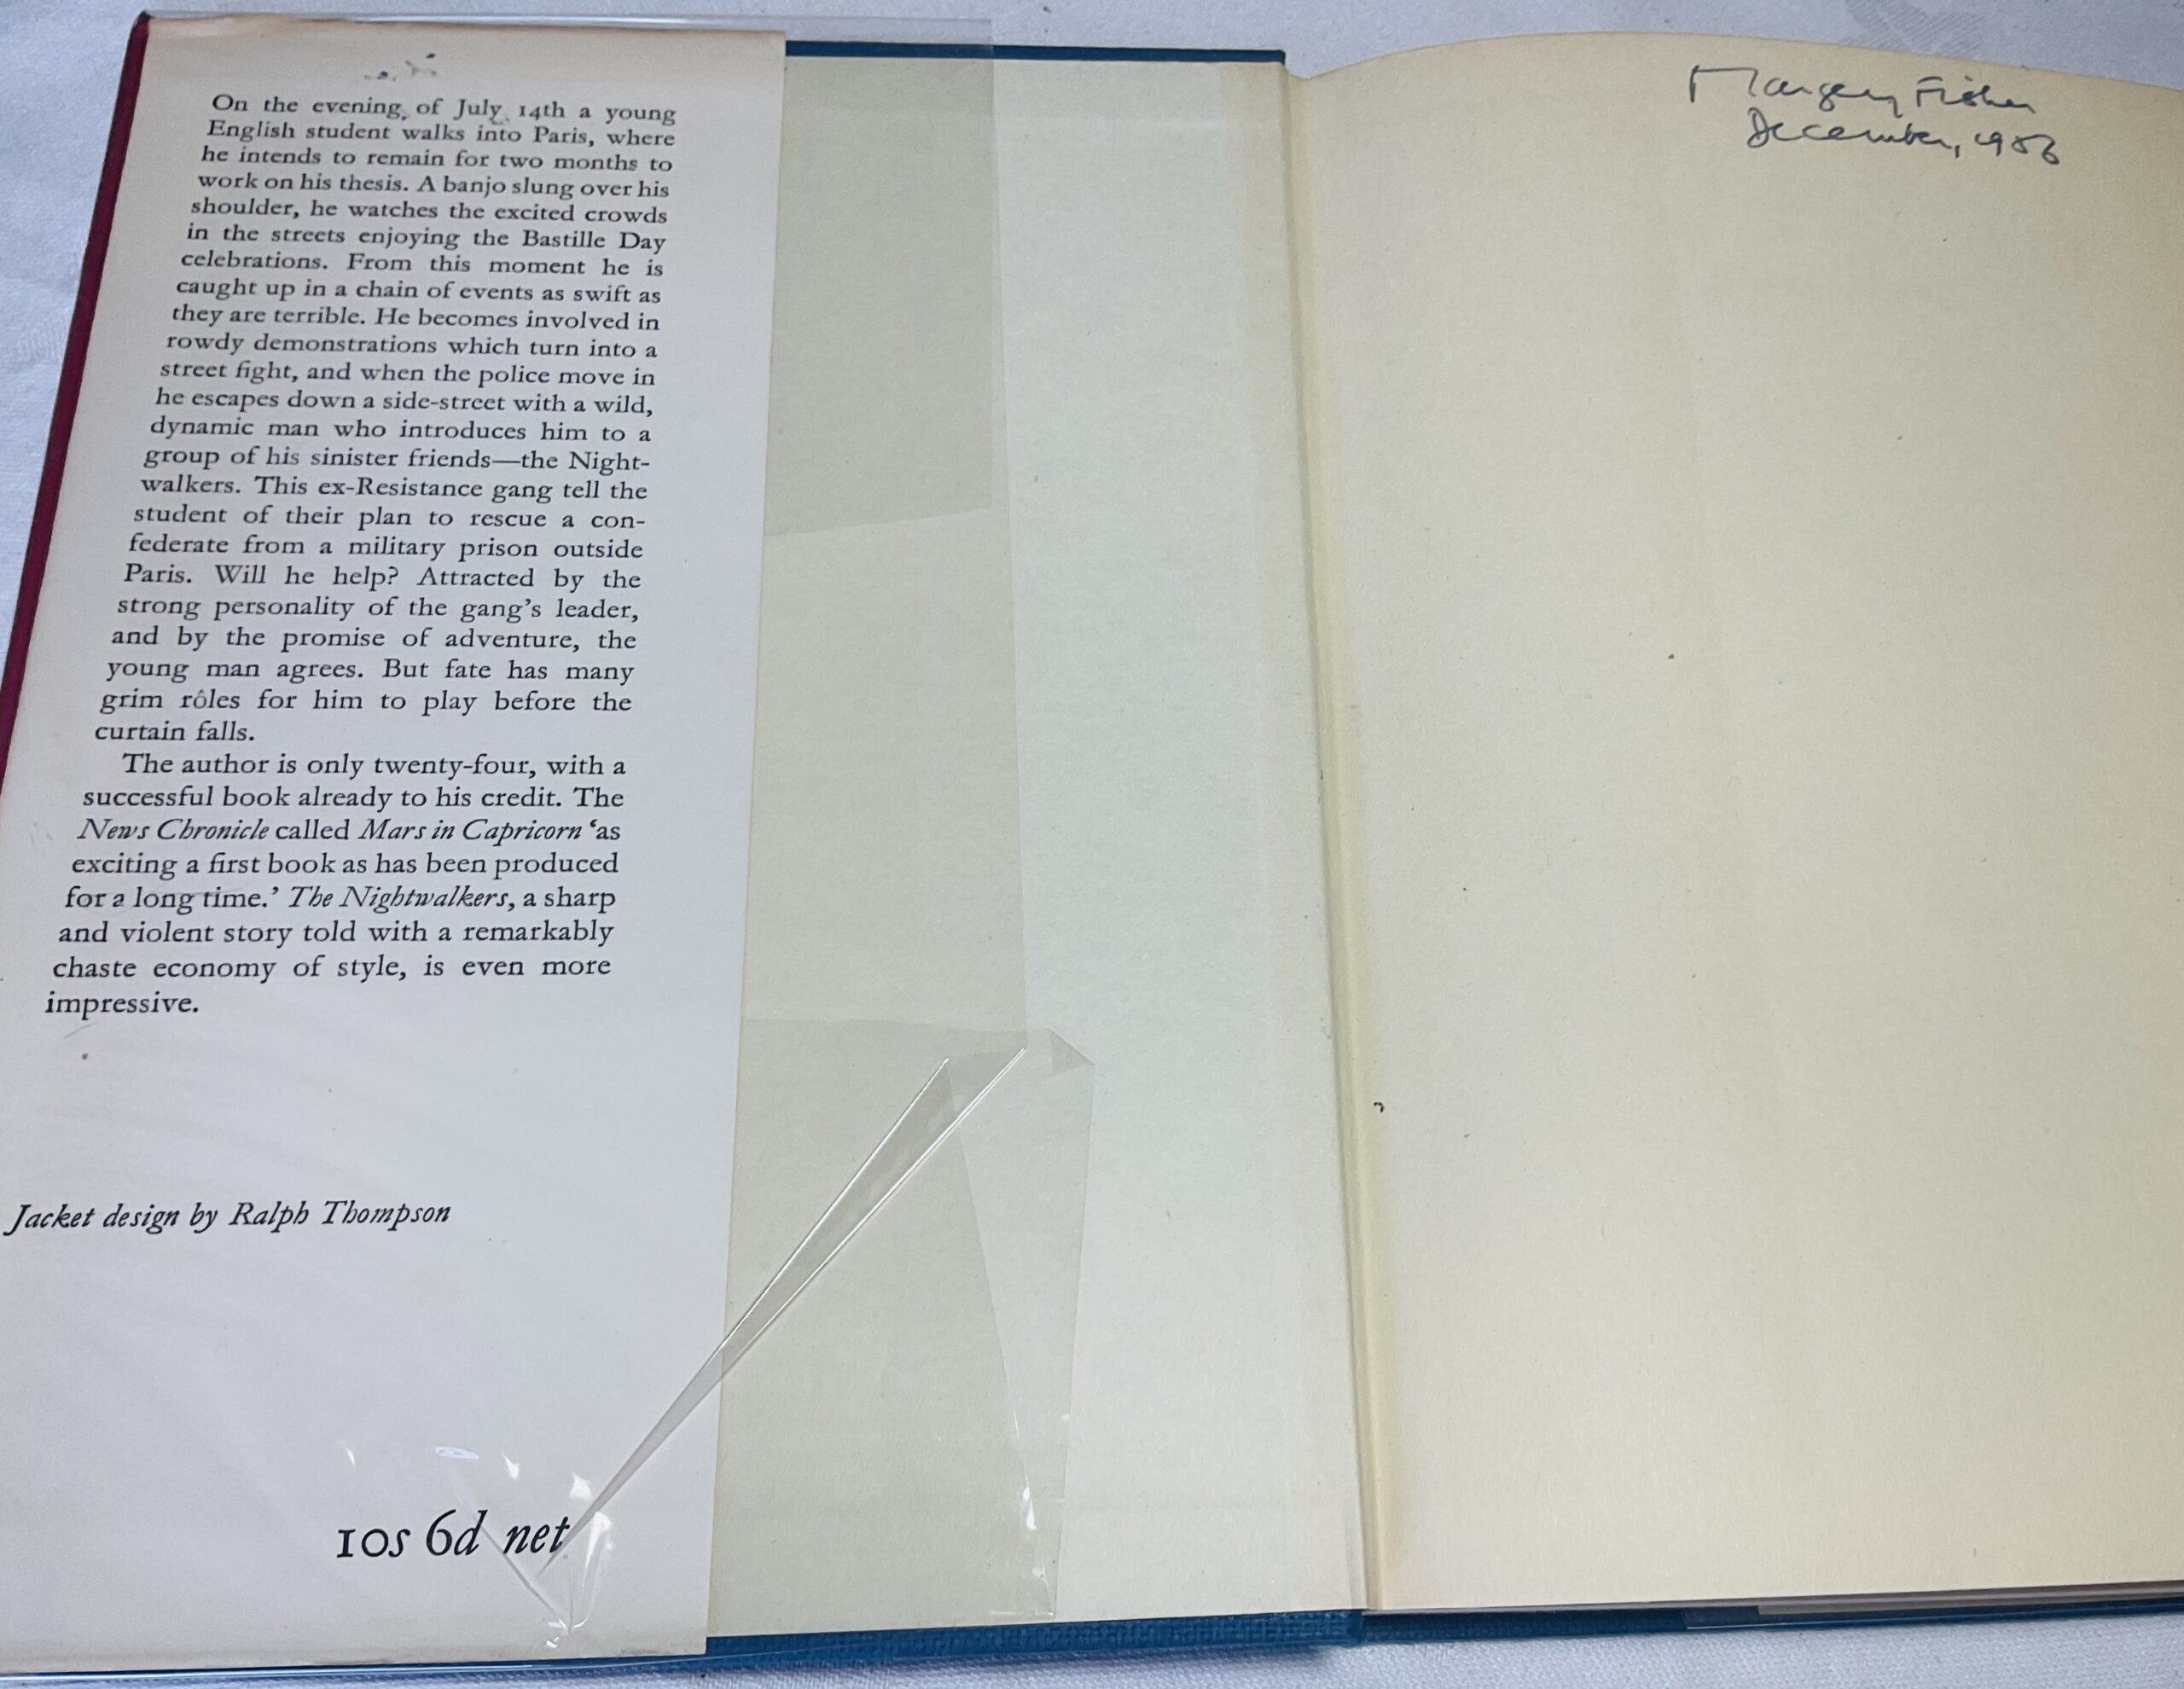 On the evening of July 14th a young
English student walks into Paris, where
he intends to remain for two months to
work on his thesis. A banjo slung over his
shoulder, he watches the excited crowds
in the streets enjoying the Bastille Day
celebrations. From this moment he is
caught up in a chain of events as swift as
they are terrible. He becomes involved in
rowdy demonstrations which turn into a
street fight, and when the police move in
he escapes down a side-street with a wild,
dynamic man who introduces him to a
group of his sinister friends—the Night-
walkers. This ex-Resistance gang tell the
student of their plan to rescue a con-
federate from a military prison outside
Paris. Will he help? Attracted by the
strong personality of the gang's leader,
and by the promise of adventure, the
young man agrees. But fate has many
grim rôles for him to play before the
curtain falls.
The author is only twenty-four, with a
successful book already to his credit. The
News Chronicle called Mars in Capricorn 'as
exciting a first book as has been produced
for a long time.' The Nightwalkers, a sharp
and violent story told with a remarkably
chaste economy of style, is even more
impressive.
Jacket design by Ralph Thompson
10s 6d net
Margery Fisher
December,